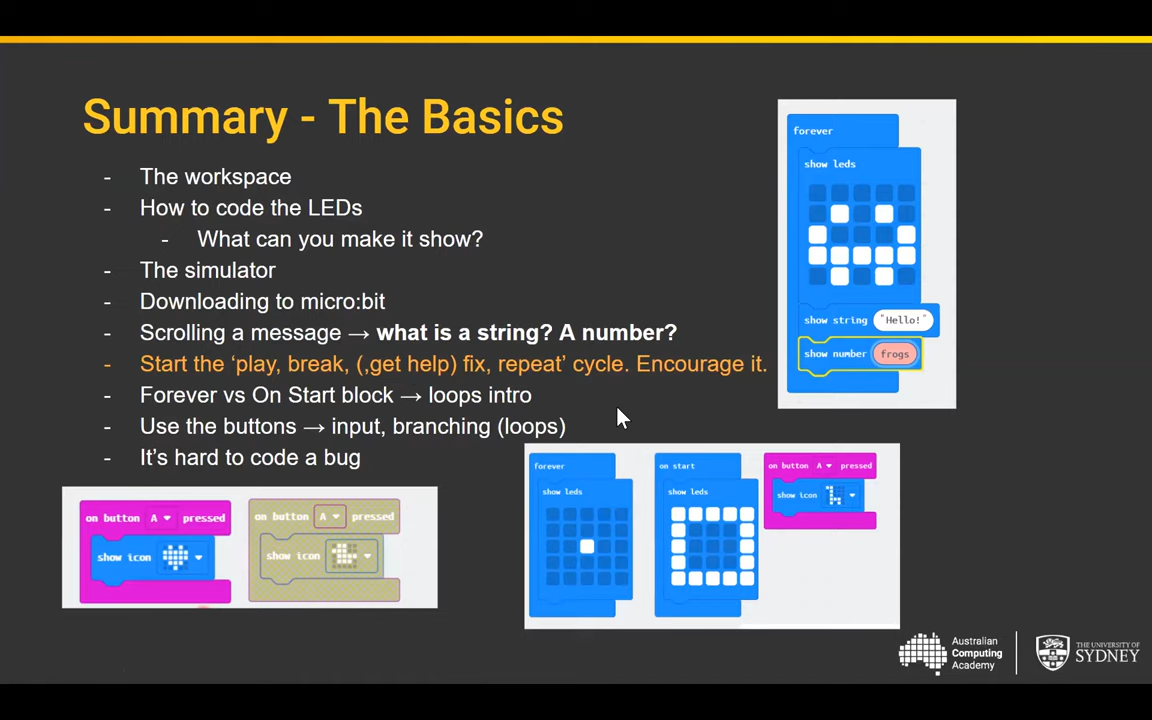 Summary - The Basics
- The workspace
- How to code the LEDs
- What can you make it show?
- The simulator
- Downloading to micro:bit
- Scrolling a message → what is a string? A number?
- Start the ‘play, break, (,get help) fix, repeat’ cycle. Encourage it.
- Forever vs On Start block → loops intro
- Use the buttons → input, branching (loops)
- It’s hard to code a bug
forever
show leds
show string "Hello!"
show number frogs
on button A pressed
show icon
on button A pressed
show icon
forever
show leds
on start
show leds
on button A pressed
show icon
Australian
Computing
Academy
THE UNIVERSITY OF
SYDNEY